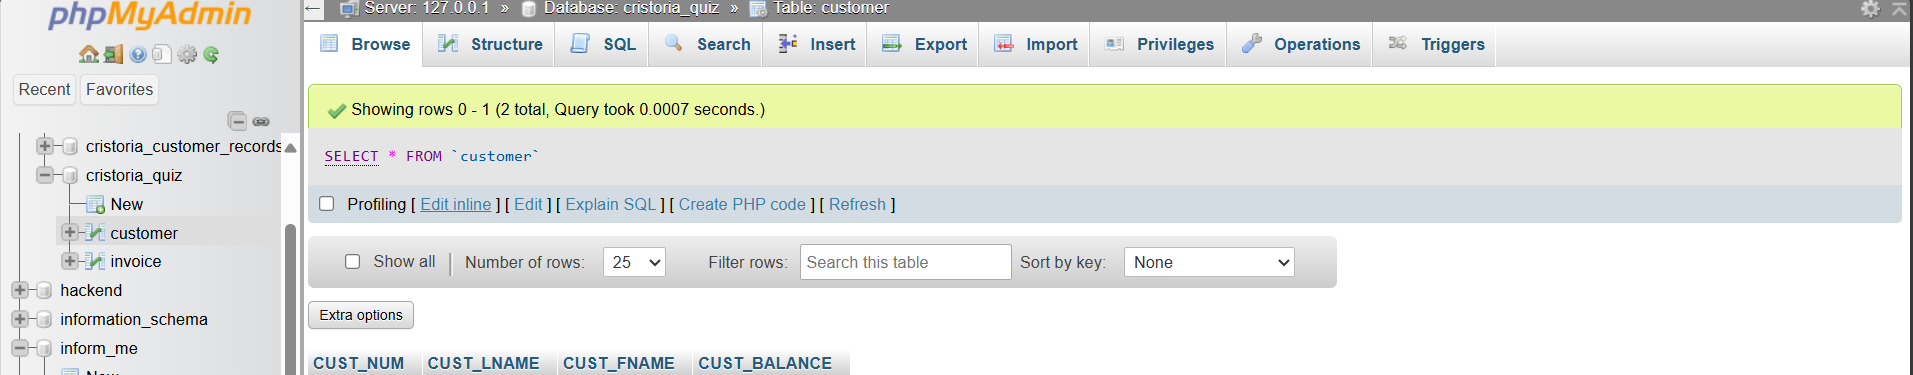 phpMyAdmin
Recent Favorites
cristoria_customer_records
cristoria_quiz
New
customer
invoice
hackend
information_schema
inform_me
Server: 127.0.0.1 » Database: cristoria_quiz » Table: customer
Browse Structure SQL Search Insert Export Import Privileges Operations Triggers
Showing rows 0 - 1 (2 total, Query took 0.0007 seconds.)
SELECT * FROM `customer`
Profiling [ Edit inline ] [ Edit ] [ Explain SQL ] [ Create PHP code ] [ Refresh ]
Show all Number of rows: 25 Filter rows: Search this table Sort by key: None
Extra options
CUST_NUM CUST_LNAME CUST_FNAME CUST_BALANCE